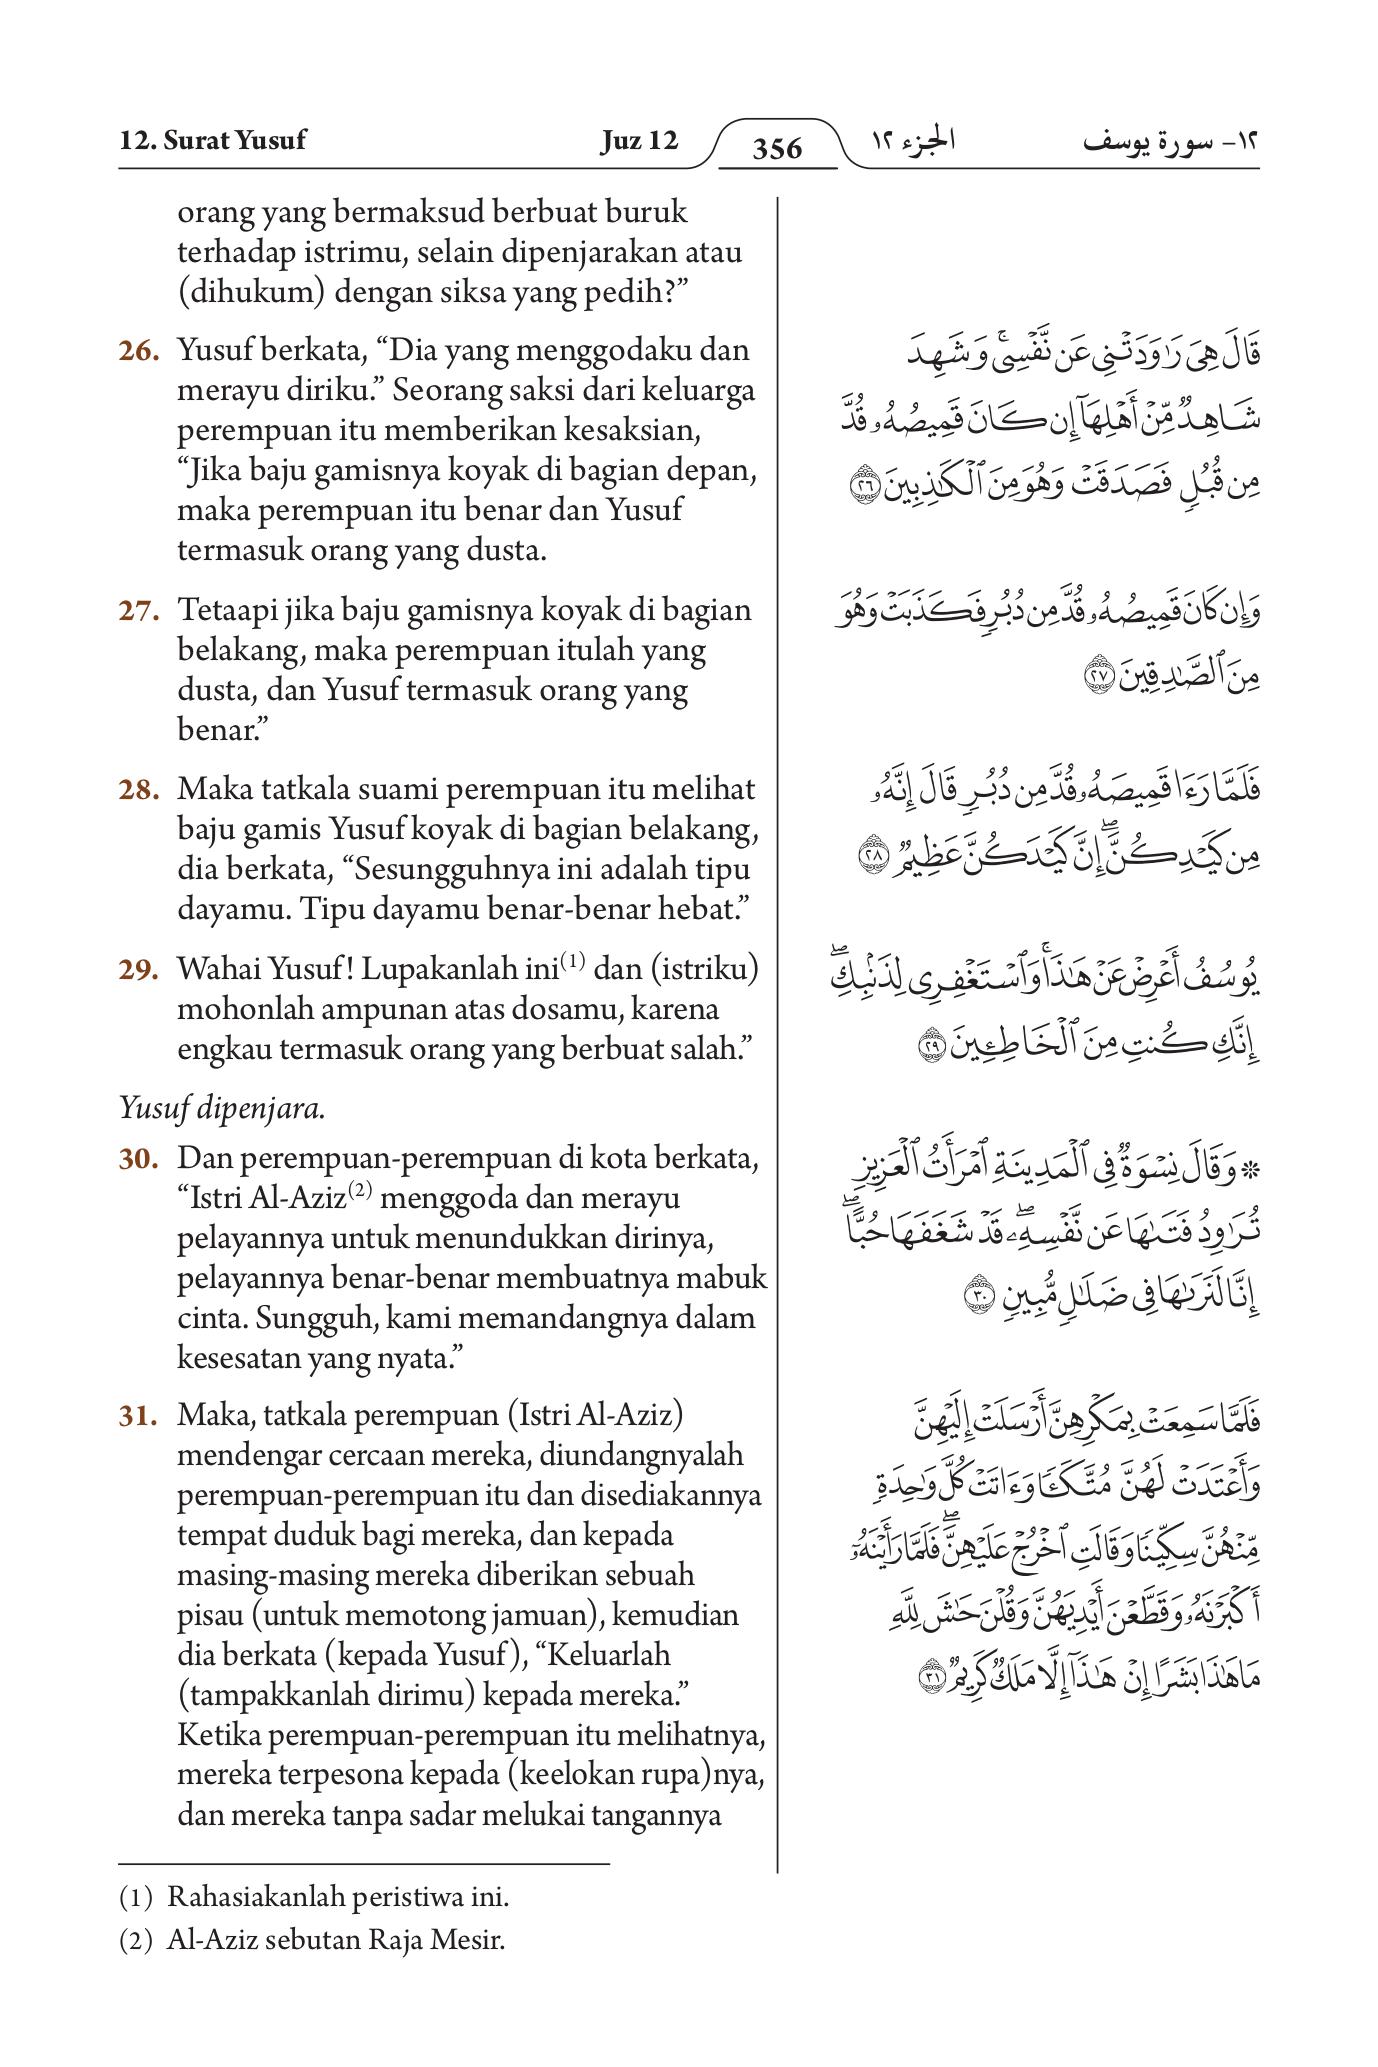 12. Surat Yusuf
Juz 12
356
الجزء ١٢
١٢– سورة يوسف
orang yang bermaksud berbuat buruk
terhadap istrimu, selain dipenjarakan atau
(dihukum) dengan siksa yang pedih?”
26. Yusuf berkata, “Dia yang menggodaku dan
merayu diriku.” Seorang saksi dari keluarga
perempuan itu memberikan kesaksian,
“Jika baju gamisnya koyak di bagian depan,
maka perempuan itu benar dan Yusuf
termasuk orang yang dusta.
27. Tetaapi jika baju gamisnya koyak di bagian
belakang, maka perempuan itulah yang
dusta, dan Yusuf termasuk orang yang
benar.”
28. Maka tatkala suami perempuan itu melihat
baju gamis Yusuf koyak di bagian belakang,
dia berkata, “Sesungguhnya ini adalah tipu
dayamu. Tipu dayamu benar-benar hebat.”
29. Wahai Yusuf! Lupakanlah ini(1) dan (istriku)
mohonlah ampunan atas dosamu, karena
engkau termasuk orang yang berbuat salah.”
Yusuf dipenjara.
30. Dan perempuan-perempuan di kota berkata,
“Istri Al-Aziz(2) menggoda dan merayu
pelayannya untuk menundukkan dirinya,
pelayannya benar-benar membuatnya mabuk
cinta. Sungguh, kami memandangnya dalam
kesesatan yang nyata.”
31. Maka, tatkala perempuan (Istri Al-Aziz)
mendengar cercaan mereka, diundangnyalah
perempuan-perempuan itu dan disediakannya
tempat duduk bagi mereka, dan kepada
masing-masing mereka diberikan sebuah
pisau (untuk memotong jamuan), kemudian
dia berkata (kepada Yusuf), “Keluarlah
(tampakkanlah dirimu) kepada mereka.”
Ketika perempuan-perempuan itu melihatnya,
mereka terpesona kepada (keelokan rupa)nya,
dan mereka tanpa sadar melukai tangannya
قَالَ هِىَ رَٰوَدَتْنِى عَن نَّفْسِىۚ وَشَهِدَ
شَاهِدٌ مِّنْ أَهْلِهَآ إِن كَانَ قَمِيصُهُۥ قُدَّ
مِن قُبُلٍ فَصَدَقَتْ وَهُوَ مِنَ ٱلْكَٰذِبِينَ ٢٦
وَإِن كَانَ قَمِيصُهُۥ قُدَّ مِن دُبُرٍ فَكَذَبَتْ وَهُوَ
مِنَ ٱلصَّٰدِقِينَ ٢٧
فَلَمَّا رَءَا قَمِيصَهُۥ قُدَّ مِن دُبُرٍ قَالَ إِنَّهُۥ
مِن كَيْدِكُنَّۖ إِنَّ كَيْدَكُنَّ عَظِيمٌ ٢٨
يُوسُفُ أَعْرِضْ عَنْ هَٰذَاۚ وَٱسْتَغْفِرِى لِذَنۢبِكِۖ
إِنَّكِ كُنتِ مِنَ ٱلْخَاطِـِٔينَ ٢٩
۞ وَقَالَ نِسْوَةٌ فِى ٱلْمَدِينَةِ ٱمْرَأَتُ ٱلْعَزِيزِ
تُرَٰوِدُ فَتَىٰهَا عَن نَّفْسِهِۦۖ قَدْ شَغَفَهَا حُبًّاۖ
إِنَّا لَنَرَىٰهَا فِى ضَلَٰلٍ مُّبِينٍ ٣٠
فَلَمَّا سَمِعَتْ بِمَكْرِهِنَّ أَرْسَلَتْ إِلَيْهِنَّ
وَأَعْتَدَتْ لَهُنَّ مُتَّكَـًٔا وَءَاتَتْ كُلَّ وَٰحِدَةٍ
مِّنْهُنَّ سِكِّينًا وَقَالَتِ ٱخْرُجْ عَلَيْهِنَّۖ فَلَمَّا رَأَيْنَهُۥٓ
أَكْبَرْنَهُۥ وَقَطَّعْنَ أَيْدِيَهُنَّ وَقُلْنَ حَٰشَ لِلَّهِ
مَا هَٰذَا بَشَرًا إِنْ هَٰذَآ إِلَّا مَلَكٌ كَرِيمٌ ٣١
(1) Rahasiakanlah peristiwa ini.
(2) Al-Aziz sebutan Raja Mesir.